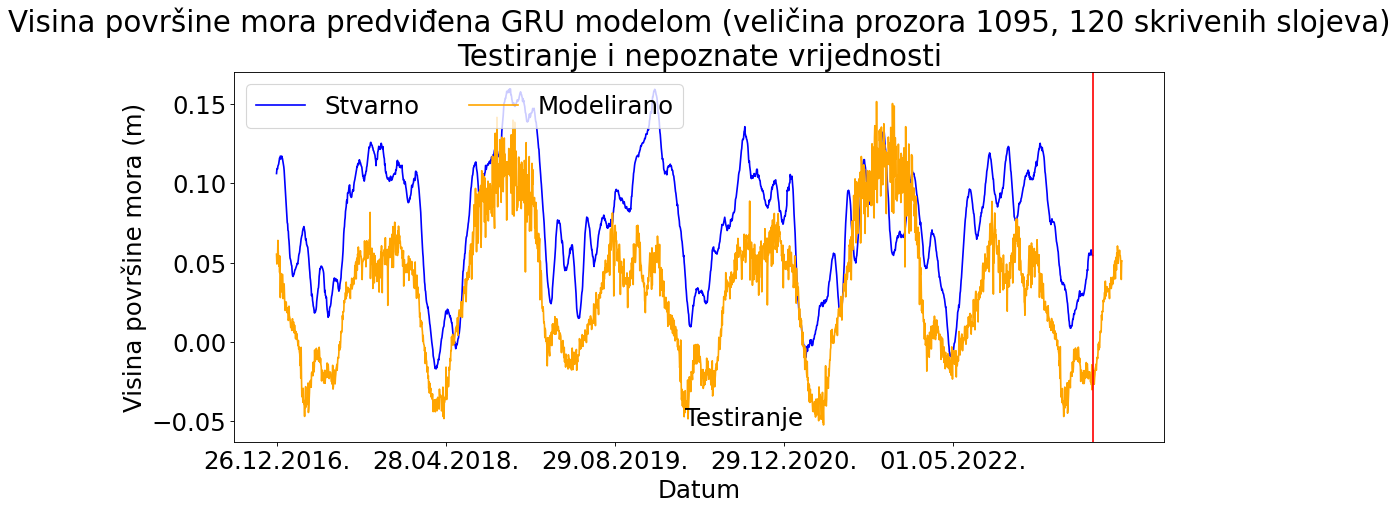 Visina površine mora predviđena GRU modelom (veličina prozora 1095, 120 skrivenih slojeva)
Testiranje i nepoznate vrijednosti
Stvarno Modelirano
Visina površine mora (m)
0.15
0.10
0.05
0.00
−0.05
Testiranje
26.12.2016. 28.04.2018. 29.08.2019. 29.12.2020. 01.05.2022.
Datum